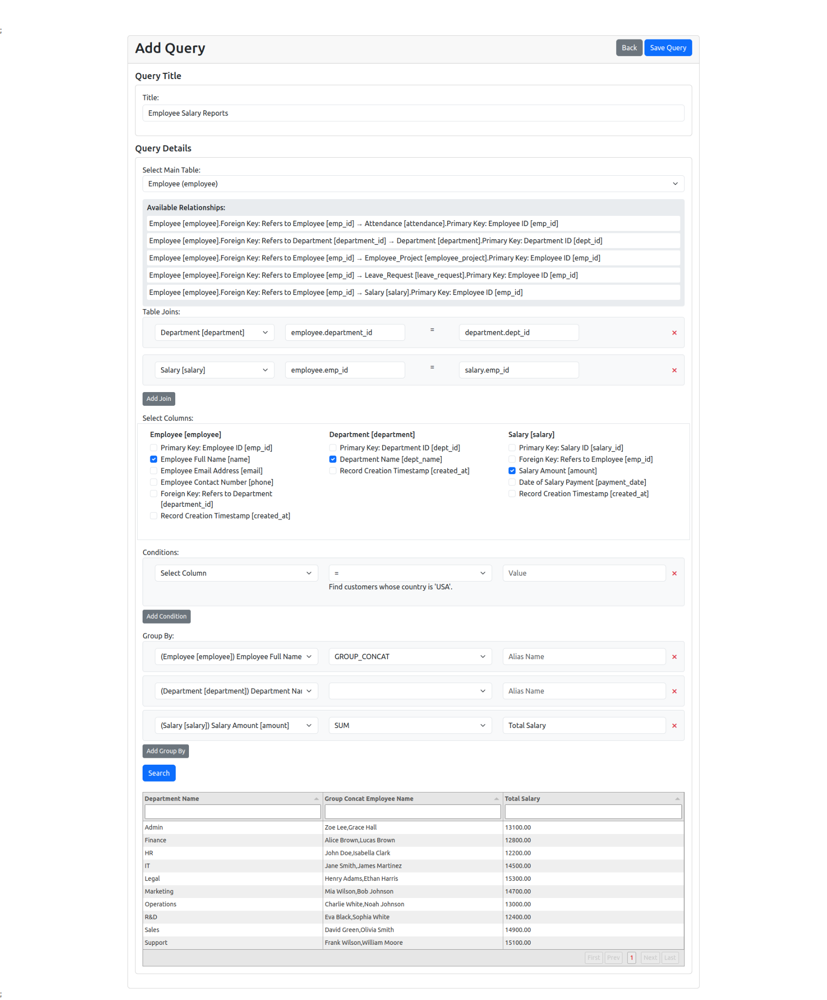 ;
Add Query
Back
Save Query
Query Title
Title:
Employee Salary Reports
Query Details
Select Main Table:
Employee (employee)
Available Relationships:
Employee [employee].Foreign Key: Refers to Employee [emp_id] → Attendance [attendance].Primary Key: Employee ID [emp_id]
Employee [employee].Foreign Key: Refers to Department [department_id] → Department [department].Primary Key: Department ID [dept_id]
Employee [employee].Foreign Key: Refers to Employee [emp_id] → Employee_Project [employee_project].Primary Key: Employee ID [emp_id]
Employee [employee].Foreign Key: Refers to Employee [emp_id] → Leave_Request [leave_request].Primary Key: Employee ID [emp_id]
Employee [employee].Foreign Key: Refers to Employee [emp_id] → Salary [salary].Primary Key: Employee ID [emp_id]
Table Joins:
Department [department] employee.department_id = department.dept_id ×
Salary [salary] employee.emp_id = salary.emp_id ×
Add Join
Select Columns:
Employee [employee]
Primary Key: Employee ID [emp_id]
Employee Full Name [name]
Employee Email Address [email]
Employee Contact Number [phone]
Foreign Key: Refers to Department
[department_id]
Record Creation Timestamp [created_at]
Department [department]
Primary Key: Department ID [dept_id]
Department Name [dept_name]
Record Creation Timestamp [created_at]
Salary [salary]
Primary Key: Salary ID [salary_id]
Foreign Key: Refers to Employee [emp_id]
Salary Amount [amount]
Date of Salary Payment [payment_date]
Record Creation Timestamp [created_at]
Conditions:
Select Column = Value ×
Find customers whose country is 'USA'.
Add Condition
Group By:
(Employee [employee]) Employee Full Name GROUP_CONCAT Alias Name ×
(Department [department]) Department Nar Alias Name ×
(Salary [salary]) Salary Amount [amount] SUM Total Salary ×
Add Group By
Search
Department Name Group Concat Employee Name Total Salary
Admin Zoe Lee,Grace Hall 13100.00
Finance Alice Brown,Lucas Brown 12800.00
HR John Doe,Isabella Clark 12200.00
IT Jane Smith,James Martinez 14500.00
Legal Henry Adams,Ethan Harris 15300.00
Marketing Mia Wilson,Bob Johnson 14700.00
Operations Charlie White,Noah Johnson 13000.00
R&D Eva Black,Sophia White 12400.00
Sales David Green,Olivia Smith 14900.00
Support Frank Wilson,William Moore 15100.00
First Prev 1 Next Last
;